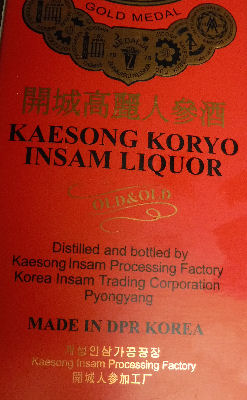 GOLD MEDAL
開城高麗人參酒
KAESONG KORYO
INSAM LIQUOR
OLD&OLD
Distilled and bottled by
Kaesong Insam Processing Factory
Korea Insam Trading Corporation
Pyongyang
MADE IN DPR KOREA
개성인삼가공공장
Kaesong Insam Processing Factory
開城人参加工厂